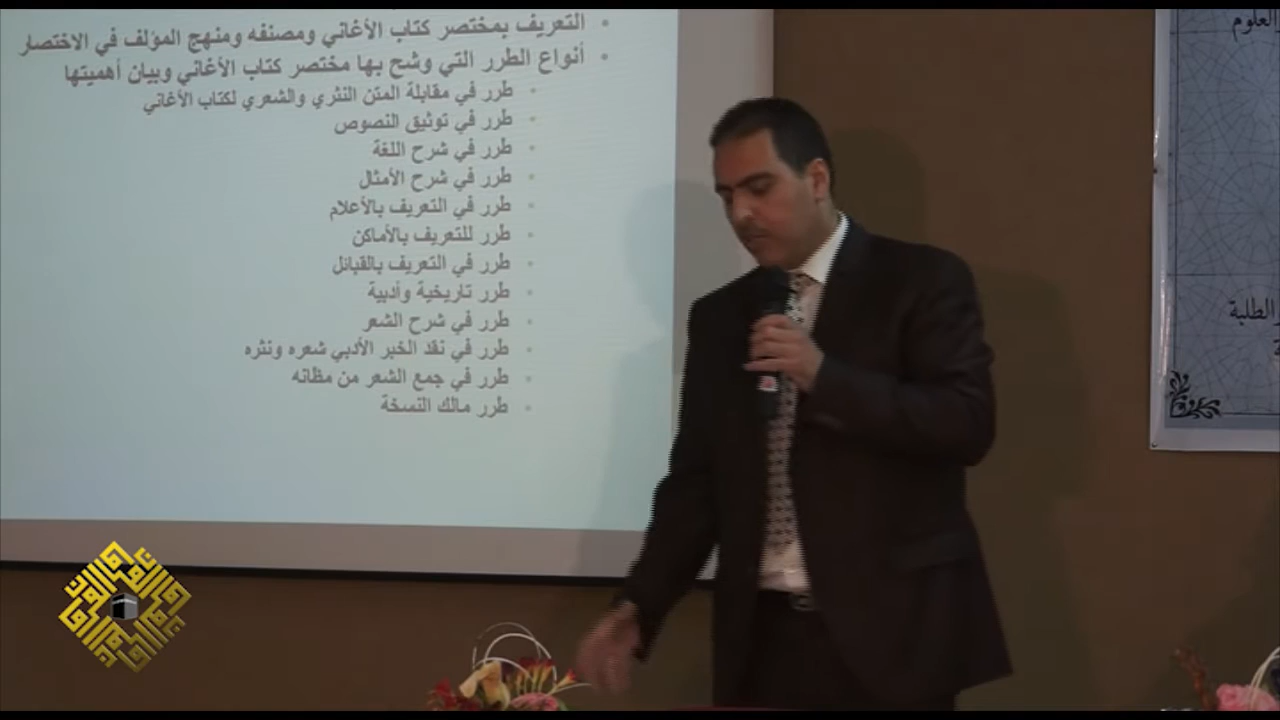 التعريف بمختصر كتاب الأغاني ومصنفه ومنهج المؤلف في الاختصار
أنواع الطرر التي وشح بها مختصر كتاب الأغاني وبيان أهميتها
طرر في مقابلة المتن النثري والشعري لكتاب الأغاني
طرر في توثيق النصوص
طرر في شرح اللغة
طرر في شرح الأمثال
طرر في التعريف بالأعلام
طرر للتعريف بالأماكن
طرر في التعريف بالقبائل
طرر تاريخية وأدبية
طرر في شرح الشعر
طرر في نقد الخبر الأدبي شعره ونثره
طرر في جمع الشعر من مظانه
طرر مالك النسخة
العلوم
الطلبة